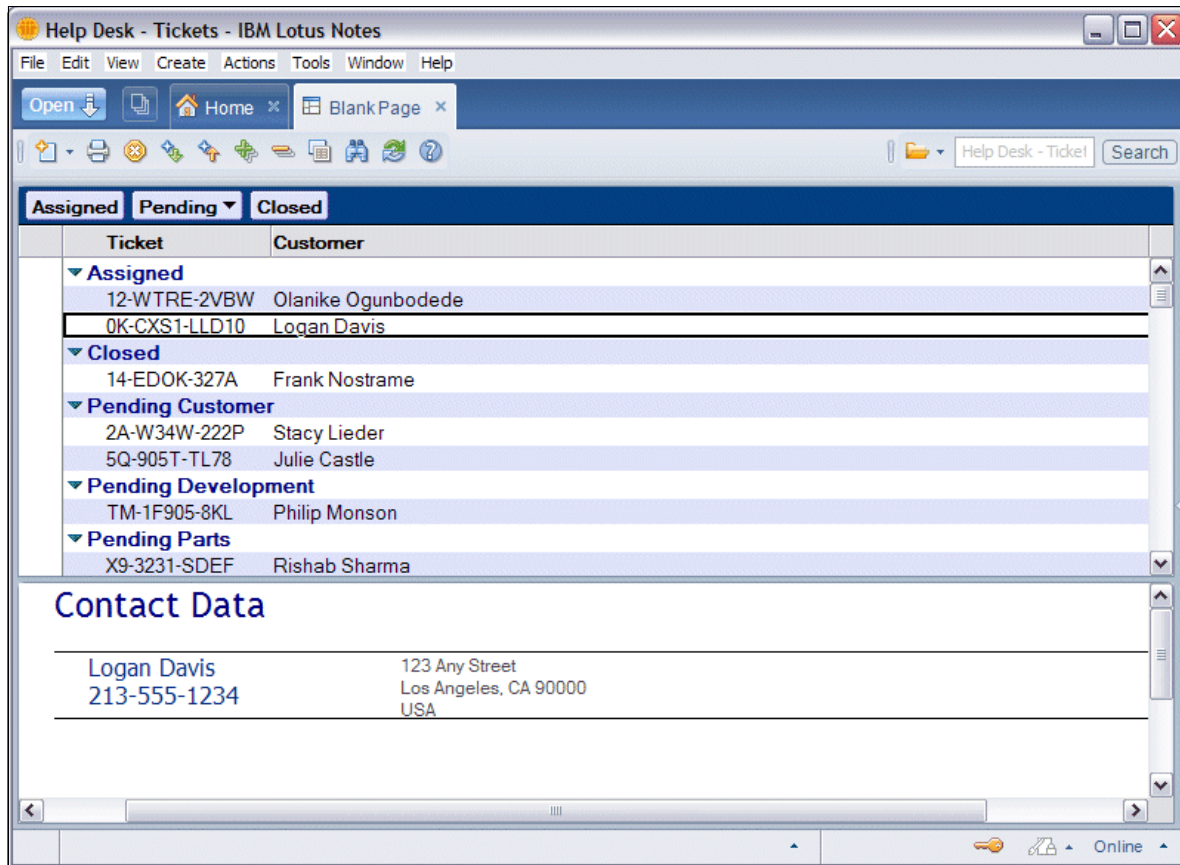 Help Desk - Tickets - IBM Lotus Notes
File Edit View Create Actions Tools Window Help
Open Home BlankPage
Help Desk - Ticket Search
Assigned Pending Closed
Ticket Customer
Assigned
12-WTRE-2VBW Olanike Ogunbodede
0K-CXS1-LLD10 Logan Davis
Closed
14-EDOK-327A Frank Nostrame
Pending Customer
2A-W34W-222P Stacy Lieder
5Q-905T-TL78 Julie Castle
Pending Development
TM-1F905-8KL Philip Monson
Pending Parts
X9-3231-SDEF Rishab Sharma
Contact Data
Logan Davis 123 Any Street
213-555-1234 Los Angeles, CA 90000
USA
Online